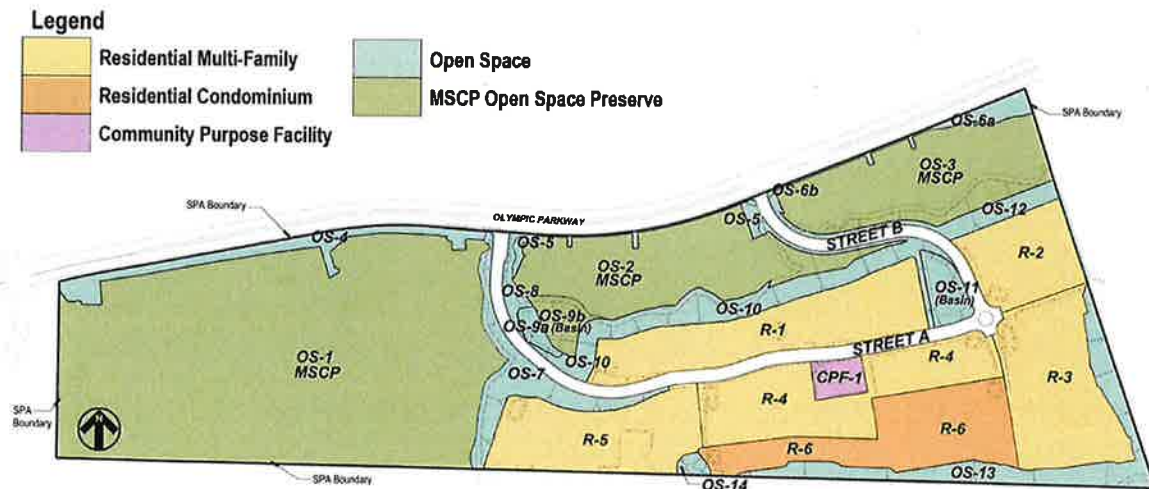 Legend
Residential Multi-Family
Residential Condominium
Community Purpose Facility
Open Space
MSCP Open Space Preserve
SPA Boundary
OS-6a
OS-3
MSCP
OS-6b
SPA Boundary
OLYMPIC PARKWAY
OS-5
OS-12
OS-4
OS-5
STREET B
R-2
OS-2
MSCP
OS-11
(Basin)
OS-8
OS-10
OS-9b
(Basin)
OS-9a
R-1
STREET A
OS-1
MSCP
OS-10
OS-7
R-4
CPF-1
R-3
R-4
SPA
Boundary
R-5
R-6
R-6
OS-13
SPA Boundary
OS-14